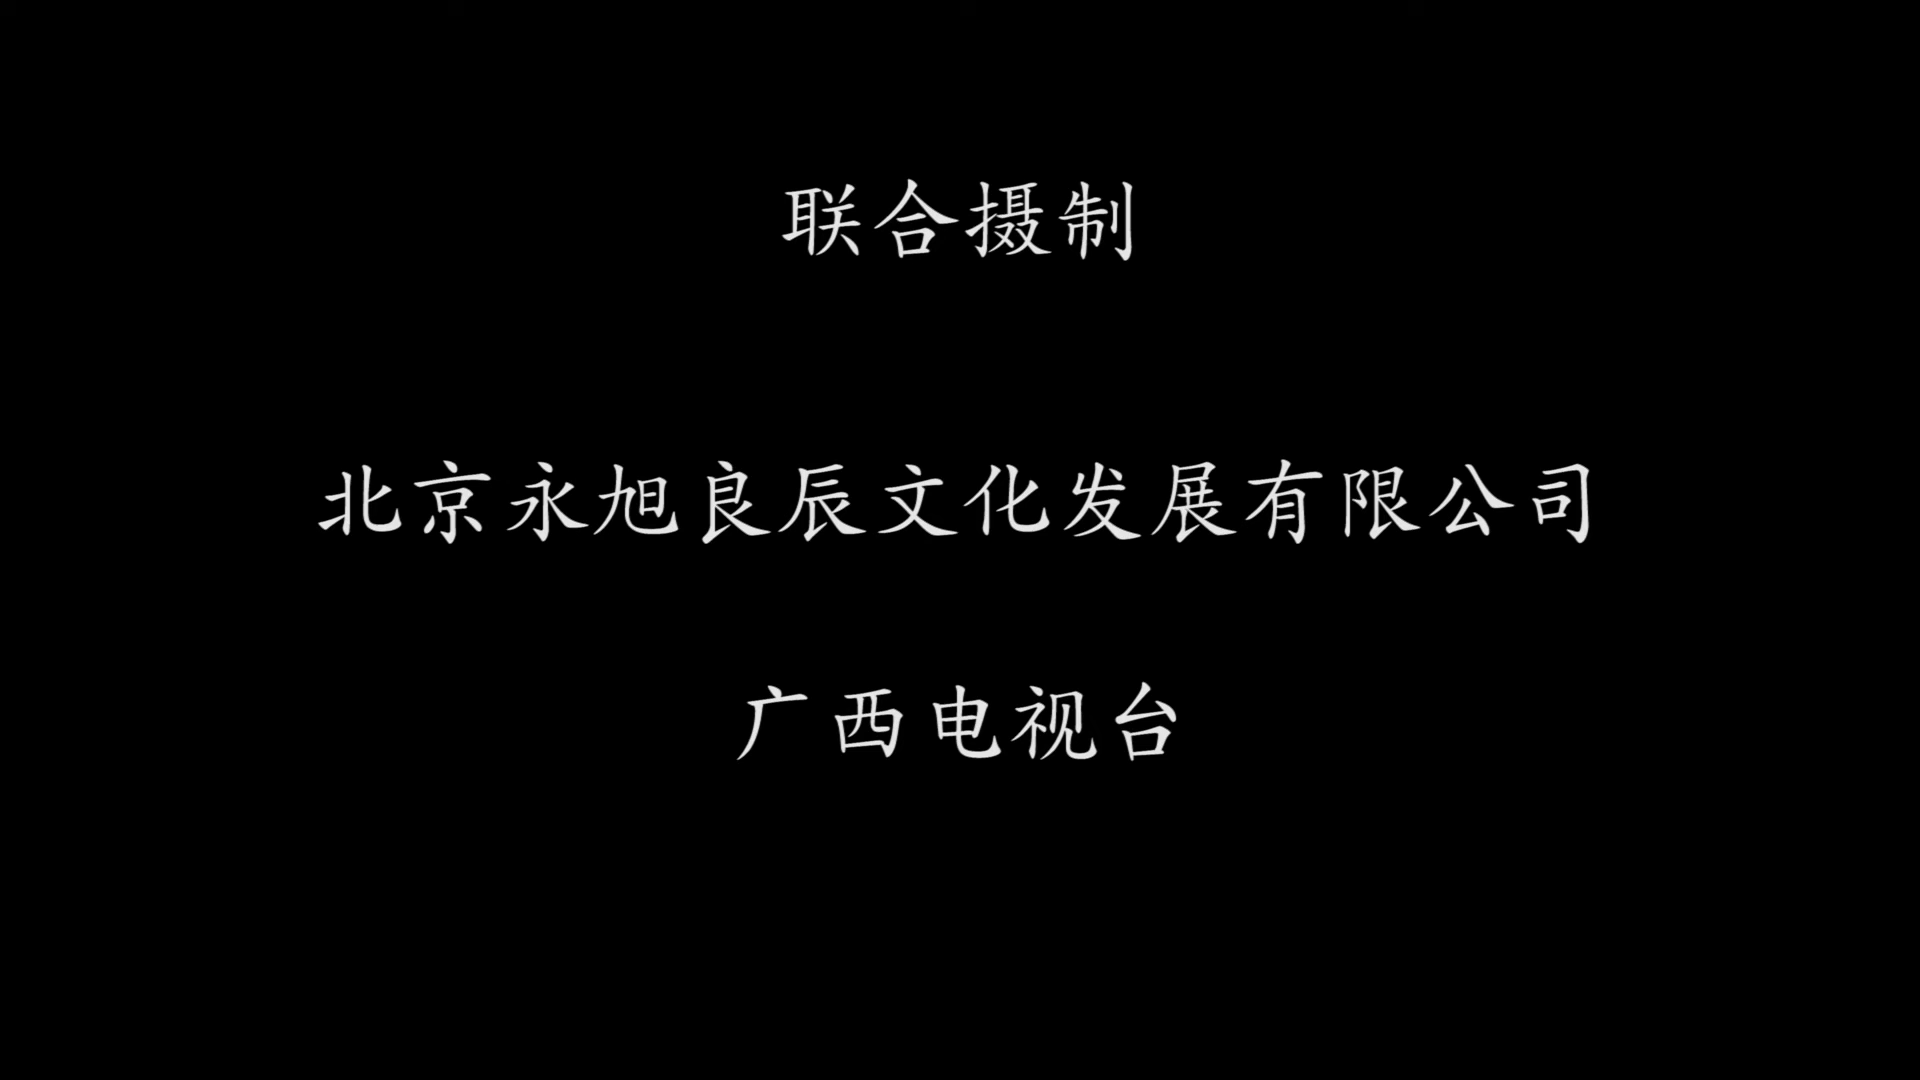 联合摄制
北京永旭良辰文化发展有限公司
广西电视台